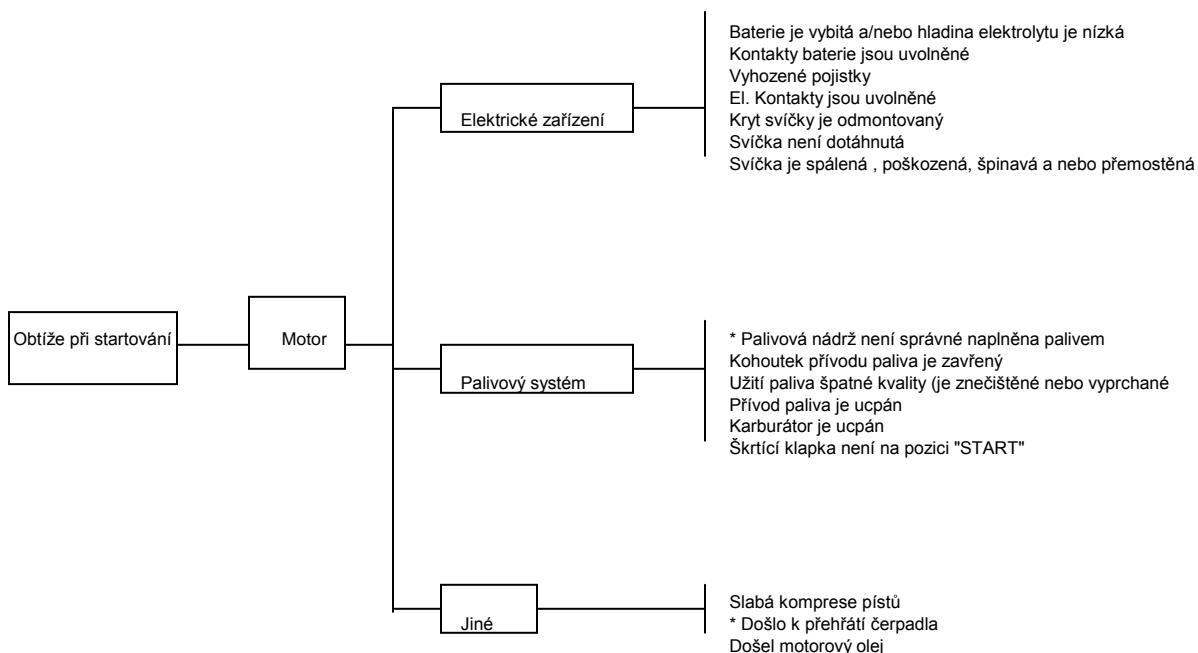 Baterie je vybitá a/nebo hladina elektrolytu je nízká
Kontakty baterie jsou uvolněné
Vyhozené pojistky
El. Kontakty jsou uvolněné
Kryt svíčky je odmontovaný
Svíčka není dotáhnutá
Svíčka je spálená , poškozená, špinavá a nebo přemostěná
Elektrické zařízení
Obtíže při startování
Motor
* Palivová nádrž není správné naplněna palivem
Kohoutek přívodu paliva je zavřený
Užití paliva špatné kvality (je znečištěné nebo vyprchané
Přívod paliva je ucpán
Karburátor je ucpán
Škrtící klapka není na pozici "START"
Palivový systém
Slabá komprese pístů
* Došlo k přehřátí čerpadla
Došel motorový olej
Jiné